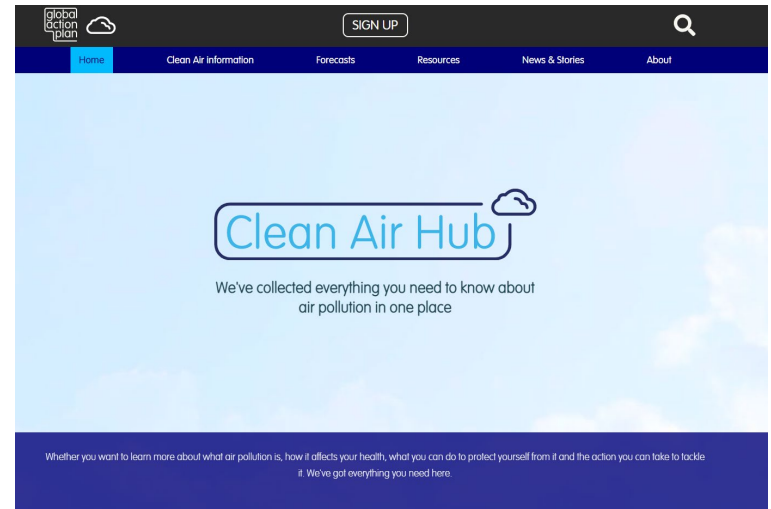 global
action
plan
SIGN UP
Home Clean Air information Forecasts Resources News & Stories About
Clean Air Hub
We've collected everything you need to know about
air pollution in one place
Whether you want to learn more about what air pollution is, how it affects your health, what you can do to protect yourself from it and the action you can take to tackle
it. We've got everything you need here.